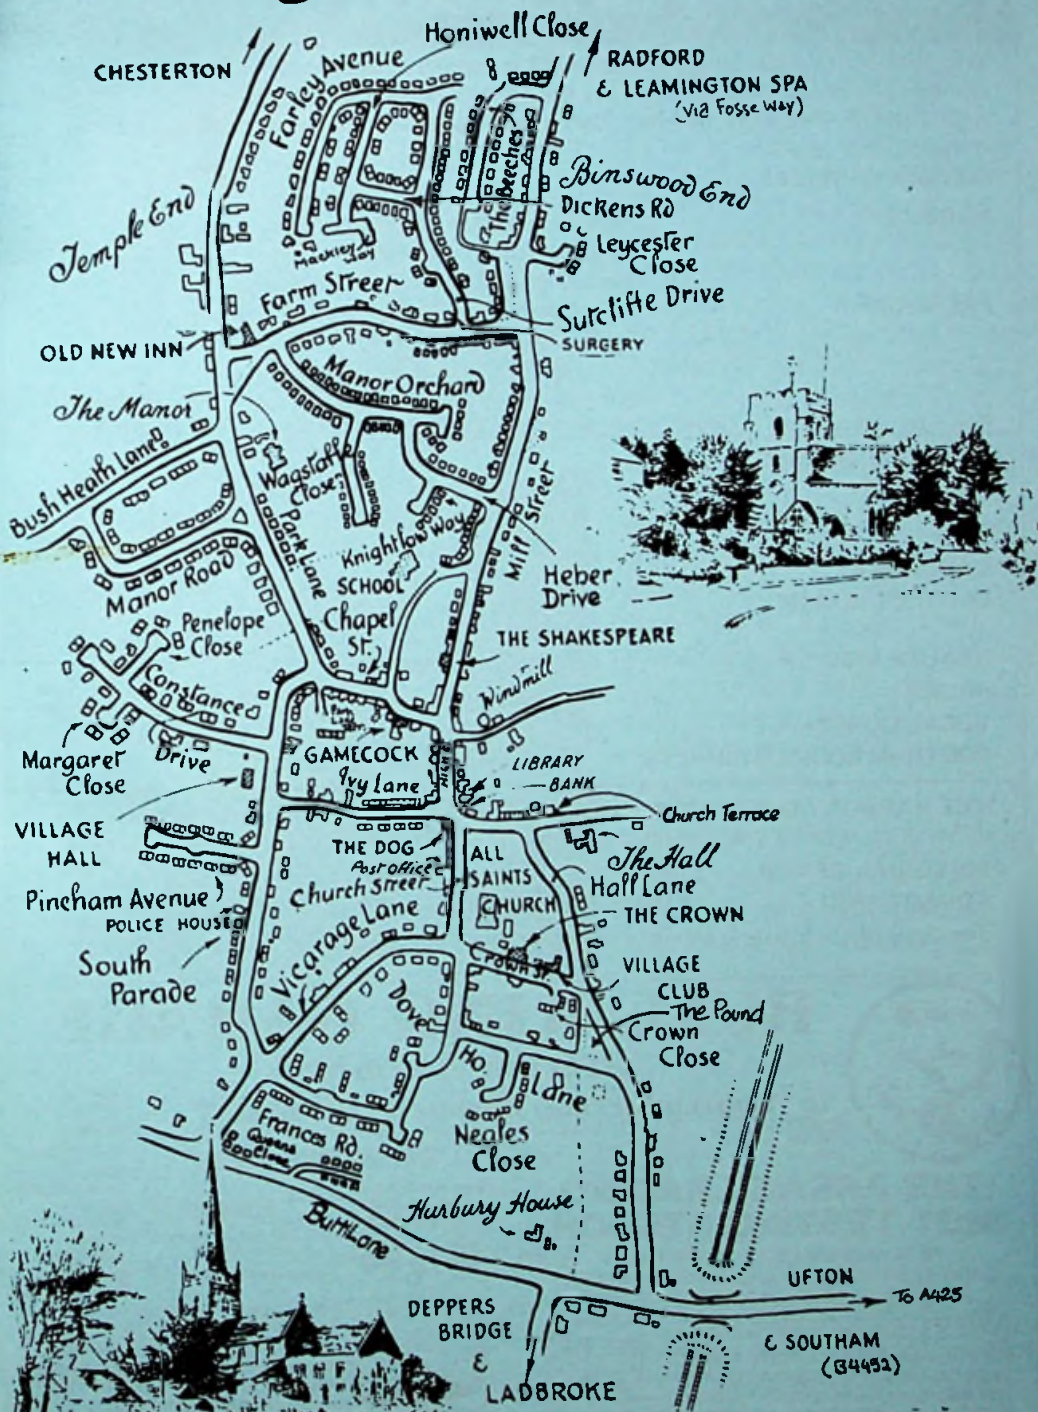 Honiwell Close
CHESTERTON
RADFORD
& LEAMINGTON SPA
(Via Fosse Way)
Farley Avenue
The Beeches
Binswood End
Dickens Rd
Leycester
Close
Temple End
Mackley
Way
Farm Street
Sutcliffe Drive
SURGERY
OLD NEW INN
Manor Orchard
The Manor
Bush Heath Lane
Wagstaffe
Close
Park Lane
Knightlow Way
Mill Street
SCHOOL
Heber
Drive
Manor Road
Chapel
St.
Penelope
Close
THE SHAKESPEARE
Constance
Drive
Windmill
Margaret
Close
GAMECOCK
HIGH
LIBRARY
BANK
Ivy Lane
Church Terrace
VILLAGE
HALL
THE DOG
Post Office
ALL
SAINTS
CHURCH
The Hall
Hall Lane
Church Street
Pincham Avenue
THE CROWN
POLICE HOUSE
Vicarage Lane
Crown St.
South
Parade
VILLAGE
CLUB
The Pound
Crown
Close
Dove
Ho.
Lane
Neales
Close
Frances Rd.
Queens
Close
Hurbury House
Butt Lane
UFTON
To A425
DEPPERS
BRIDGE
&
LADBROKE
& SOUTHAM
(B4452)